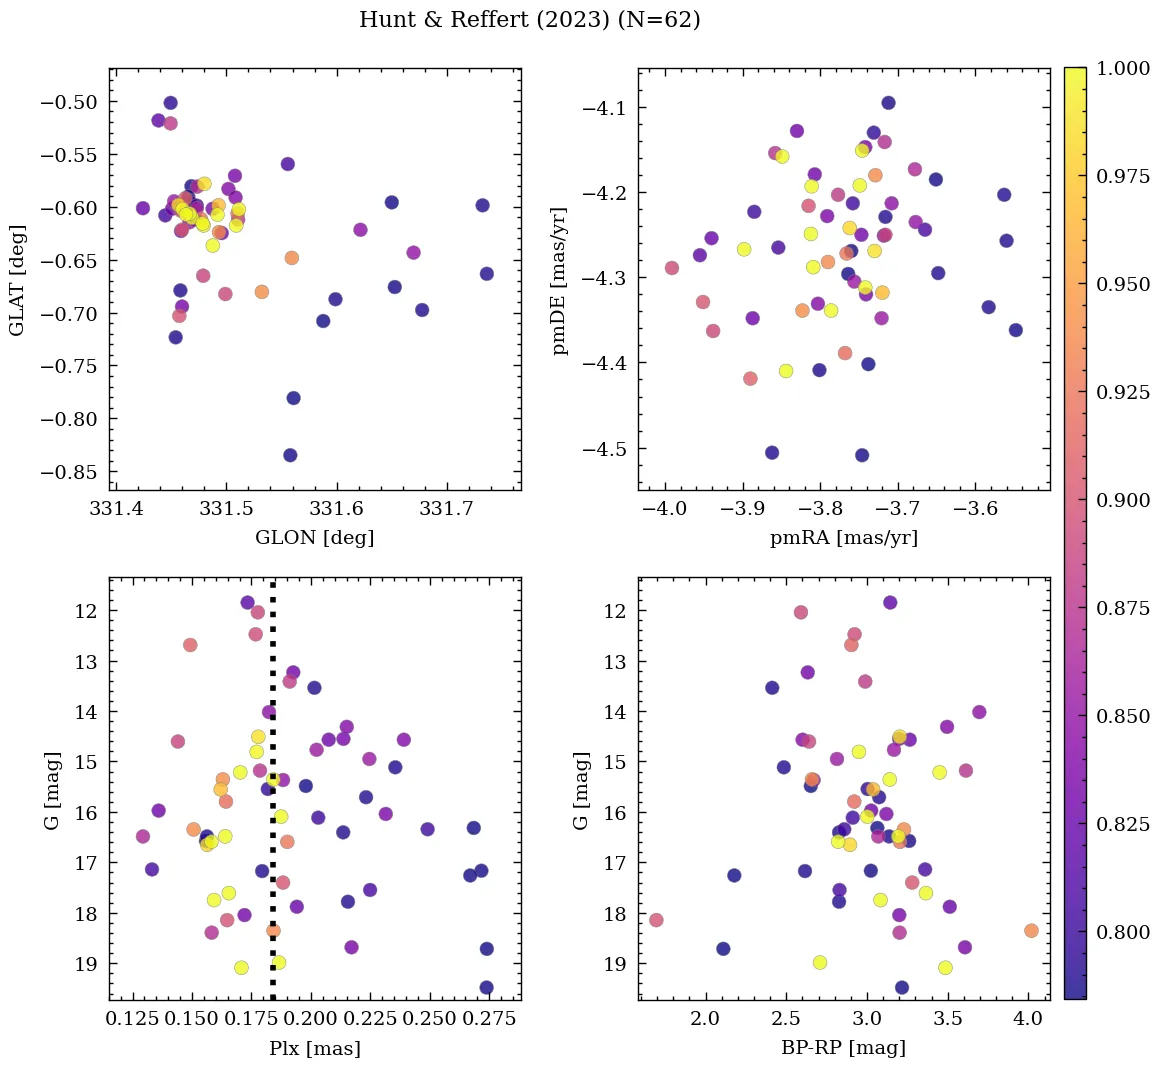 Hunt & Reffert (2023) (N=62)
−0.50
−0.55
−0.60
−0.65
−0.70
−0.75
−0.80
−0.85
GLAT [deg]
331.4 331.5 331.6 331.7
GLON [deg]
−4.1
−4.2
−4.3
−4.4
−4.5
pmDE [mas/yr]
−4.0 −3.9 −3.8 −3.7 −3.6
pmRA [mas/yr]
12
13
14
15
16
17
18
19
G [mag]
0.125 0.150 0.175 0.200 0.225 0.250 0.275
Plx [mas]
12
13
14
15
16
17
18
19
G [mag]
2.0 2.5 3.0 3.5 4.0
BP-RP [mag]
1.000
0.975
0.950
0.925
0.900
0.875
0.850
0.825
0.800